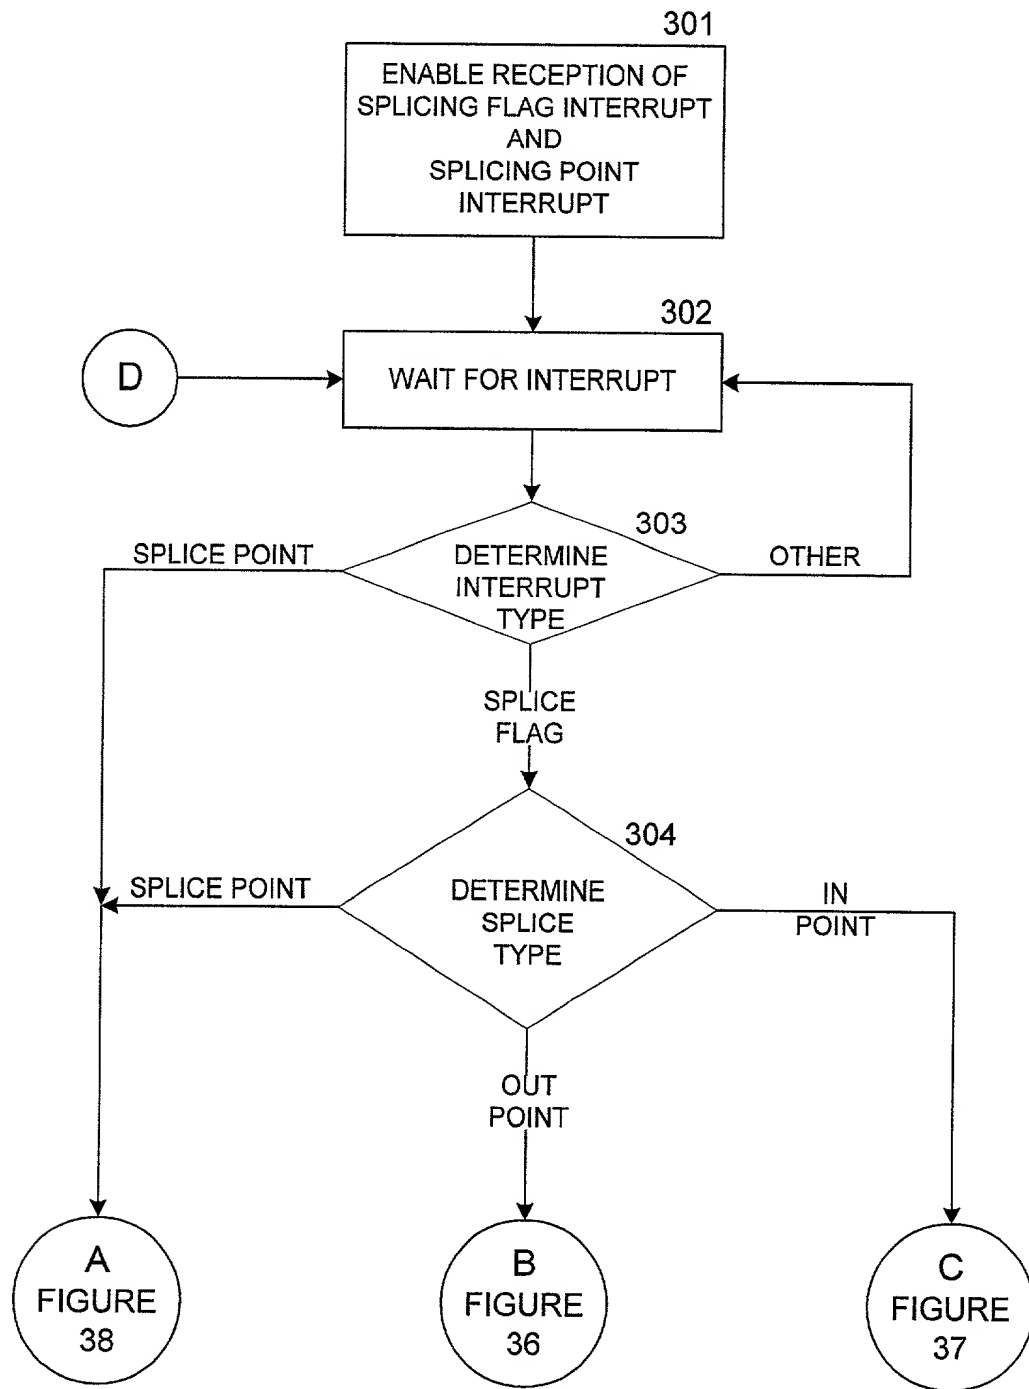 301
ENABLE RECEPTION OF
SPLICING FLAG INTERRUPT
AND
SPLICING POINT
INTERRUPT
302
D
WAIT FOR INTERRUPT
303
SPLICE POINT
DETERMINE
INTERRUPT
TYPE
OTHER
SPLICE
FLAG
304
SPLICE POINT
DETERMINE
SPLICE
TYPE
IN
POINT
OUT
POINT
A
FIGURE
38
B
FIGURE
36
C
FIGURE
37